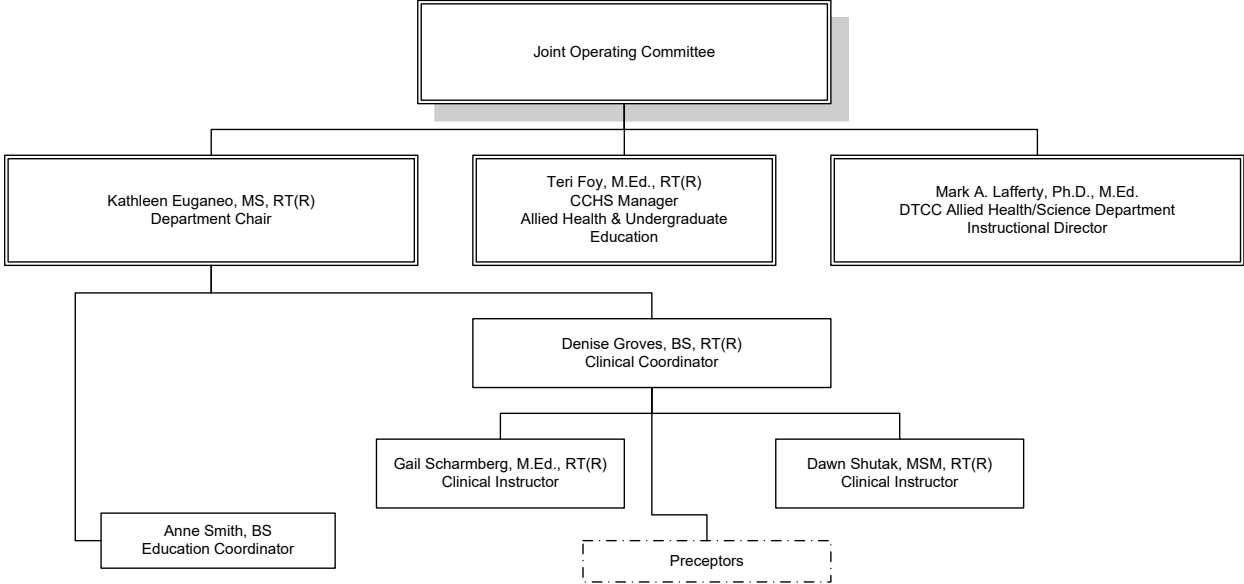 Joint Operating Committee
Kathleen Euganeo, MS, RT(R)
Department Chair
Teri Foy, M.Ed., RT(R)
CCHS Manager
Allied Health & Undergraduate
Education
Mark A. Lafferty, Ph.D., M.Ed.
DTCC Allied Health/Science Department
Instructional Director
Denise Groves, BS, RT(R)
Clinical Coordinator
Gail Scharmberg, M.Ed., RT(R)
Clinical Instructor
Dawn Shutak, MSM, RT(R)
Clinical Instructor
Anne Smith, BS
Education Coordinator
Preceptors